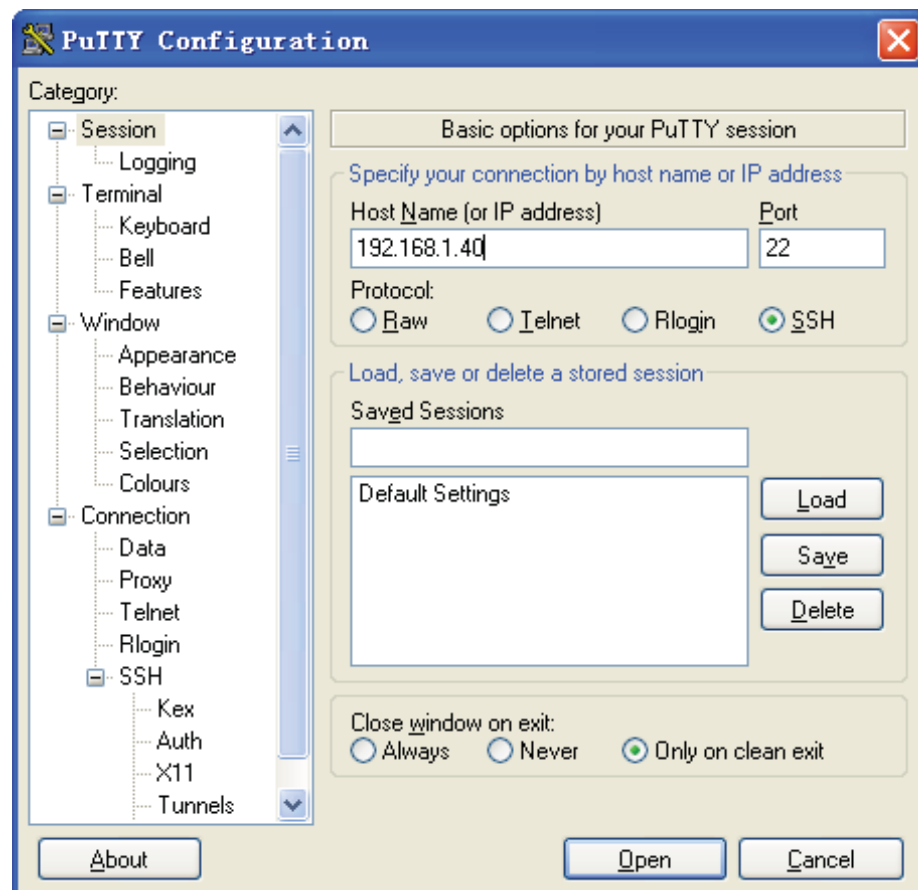 PuTTY Configuration
Category:
Session
Logging
Terminal
Keyboard
Bell
Features
Window
Appearance
Behaviour
Translation
Selection
Colours
Connection
Data
Proxy
Telnet
Rlogin
SSH
Kex
Auth
X11
Tunnels
Basic options for your PuTTY session
Specify your connection by host name or IP address
Host Name (or IP address) Port
192.168.1.40 22
Protocol:
Raw Telnet Rlogin SSH
Load, save or delete a stored session
Saved Sessions
Default Settings
Load
Save
Delete
Close window on exit:
Always Never Only on clean exit
About Open Cancel